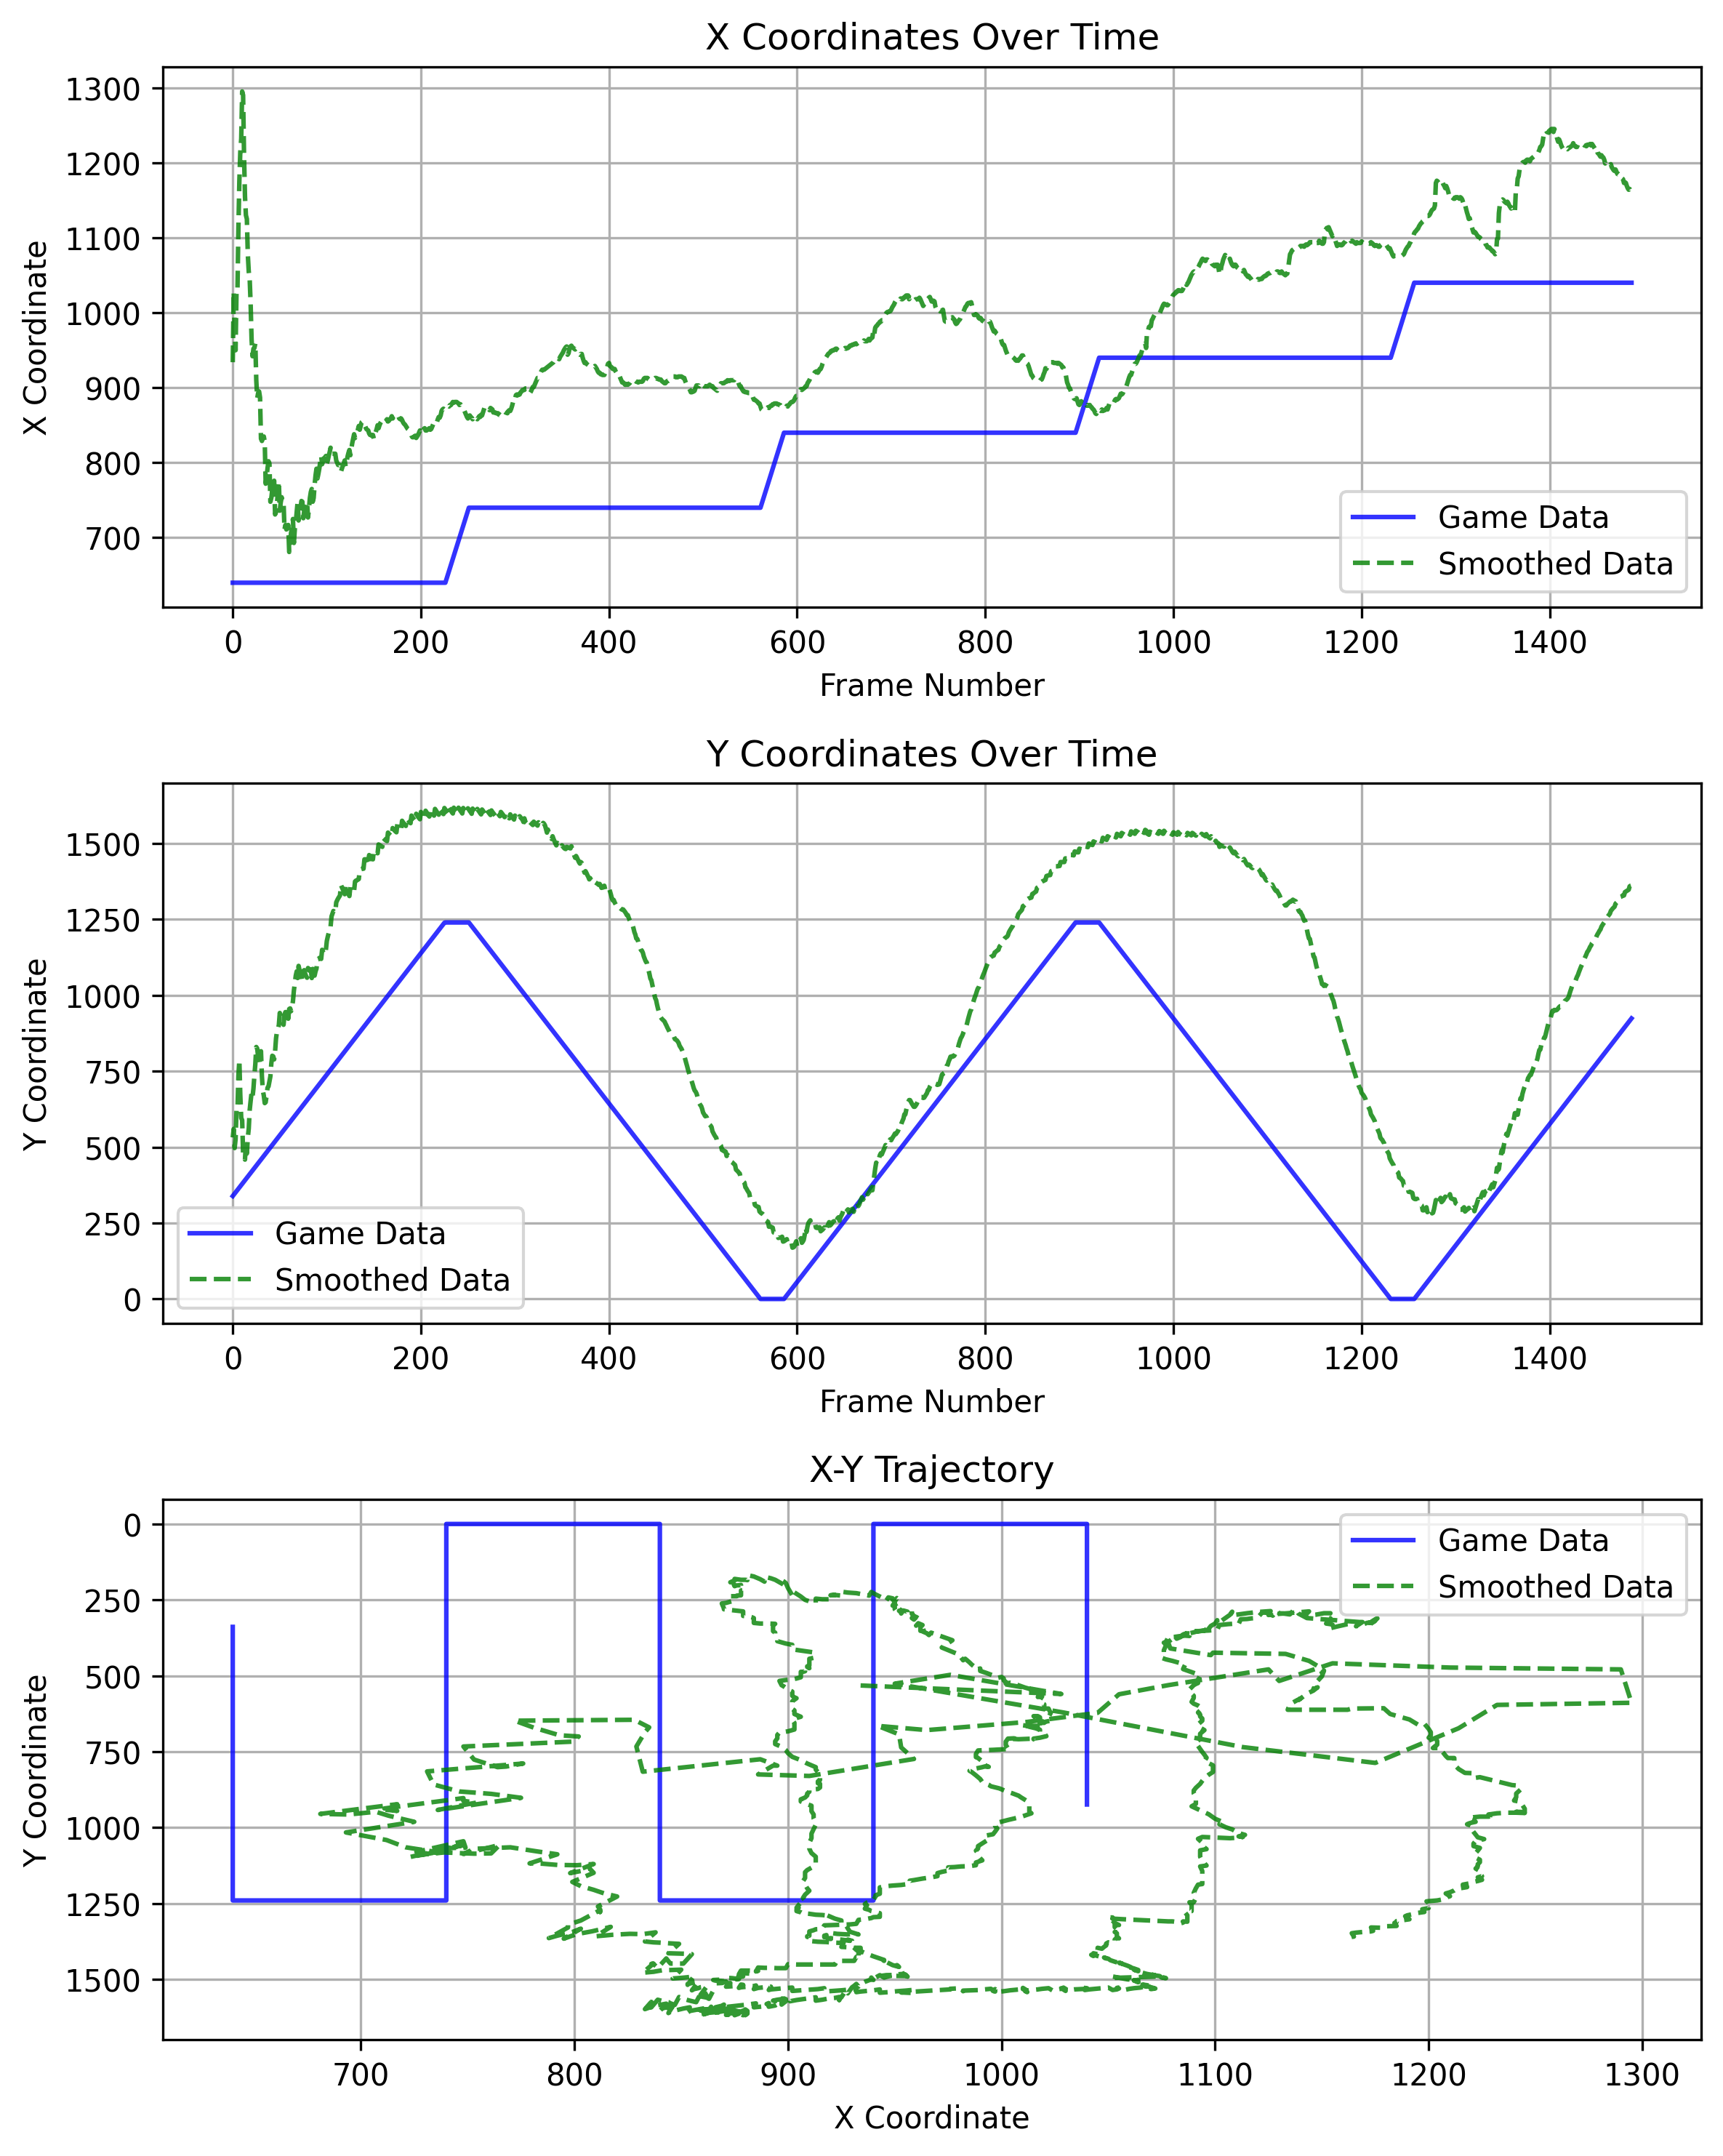 X Coordinates Over Time
1300
1200
1100
1000
900
800
700
X Coordinate
Game Data
Smoothed Data
0 200 400 600 800 1000 1200 1400
Frame Number
Y Coordinates Over Time
1500
1250
1000
750
500
250
0
Y Coordinate
Game Data
Smoothed Data
0 200 400 600 800 1000 1200 1400
Frame Number
X-Y Trajectory
0
250
500
750
1000
1250
1500
Y Coordinate
Game Data
Smoothed Data
700 800 900 1000 1100 1200 1300
X Coordinate